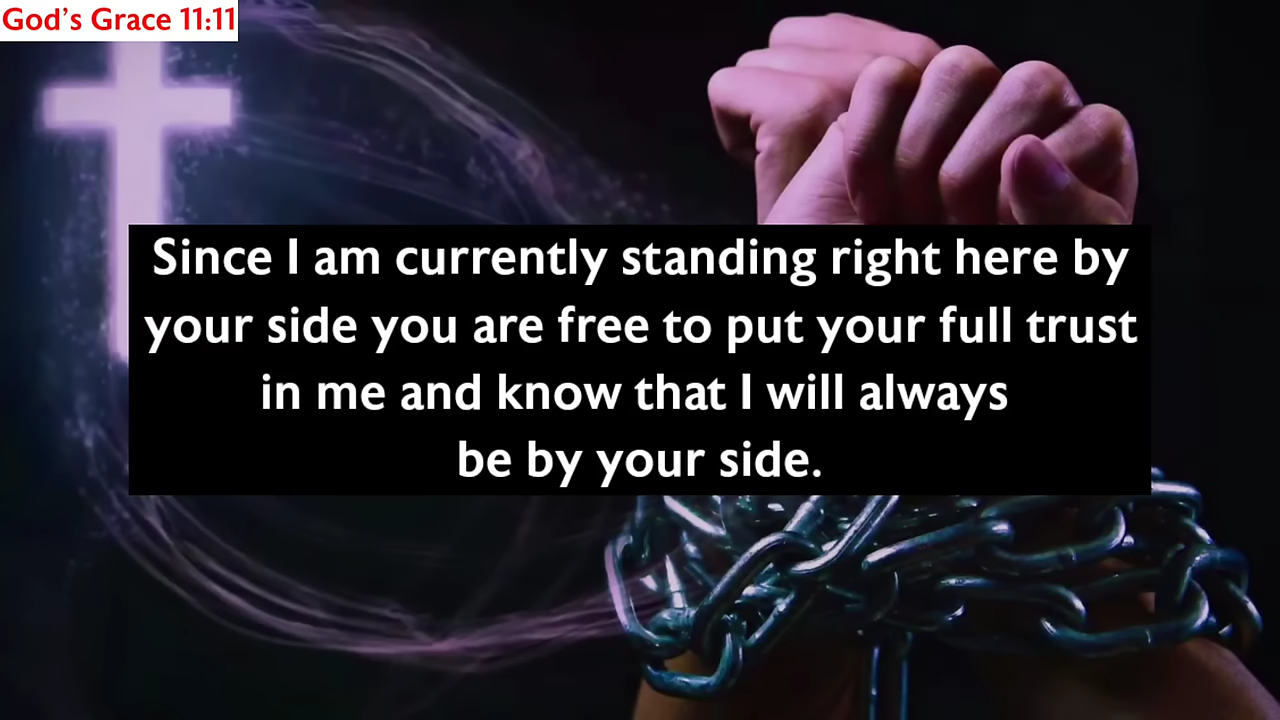 God's Grace 11:11
Since I am currently standing right here by
your side you are free to put your full trust
in me and know that I will always
be by your side.